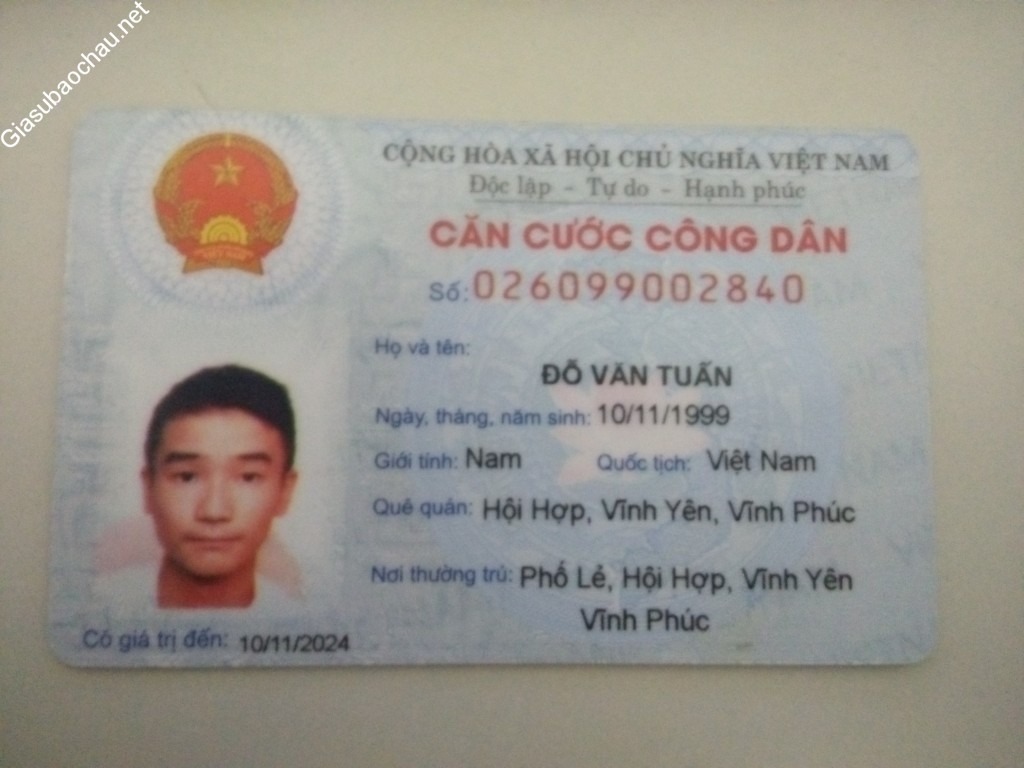 Giasubaochau.net
CỘNG HÒA XÃ HỘI CHỦ NGHĨA VIỆT NAM
Độc lập - Tự do - Hạnh phúc
CĂN CƯỚC CÔNG DÂN
Số: 026099002840
Họ và tên:
ĐỖ VĂN TUẤN
Ngày, tháng, năm sinh: 10/11/1999
Giới tính: Nam Quốc tịch: Việt Nam
Quê quán: Hội Hợp, Vĩnh Yên, Vĩnh Phúc
Nơi thường trú: Phố Lẻ, Hội Hợp, Vĩnh Yên
Vĩnh Phúc
Có giá trị đến: 10/11/2024